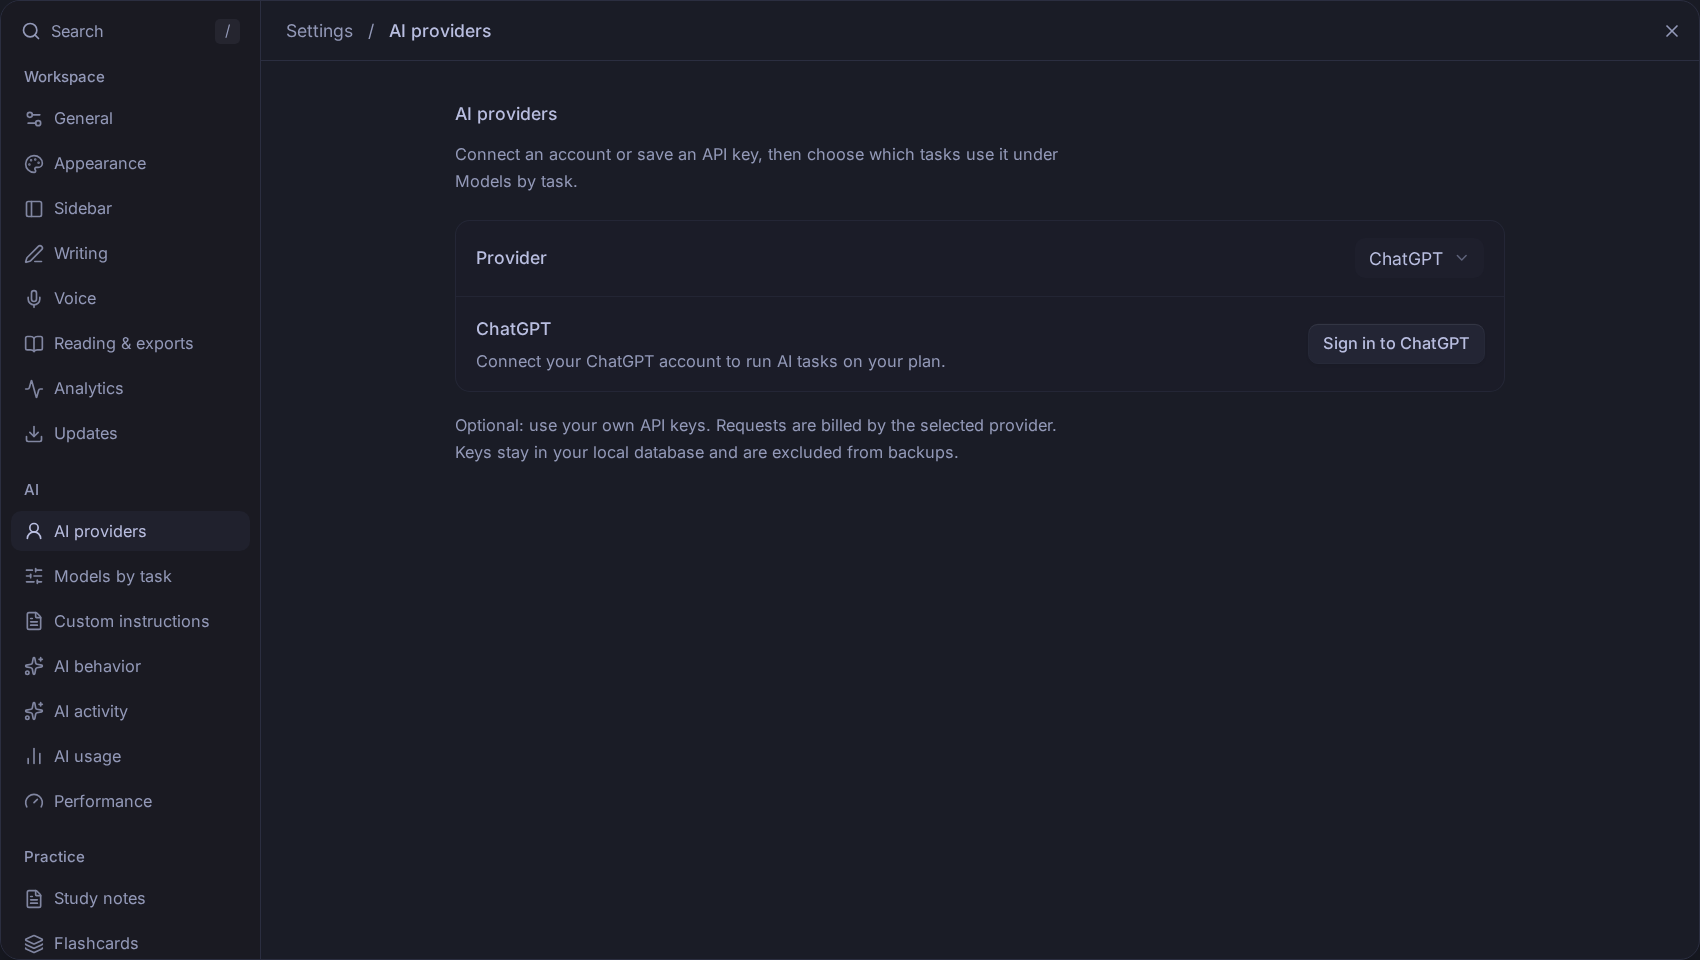 Search
/
Workspace
General
Appearance
Sidebar
Writing
Voice
Reading & exports
Analytics
Updates
AI
AI providers
Models by task
Custom instructions
AI behavior
AI activity
AI usage
Performance
Practice
Study notes
Flashcards
Settings / AI providers
AI providers
Connect an account or save an API key, then choose which tasks use it under
Models by task.
Provider
ChatGPT
ChatGPT
Connect your ChatGPT account to run AI tasks on your plan.
Sign in to ChatGPT
Optional: use your own API keys. Requests are billed by the selected provider.
Keys stay in your local database and are excluded from backups.